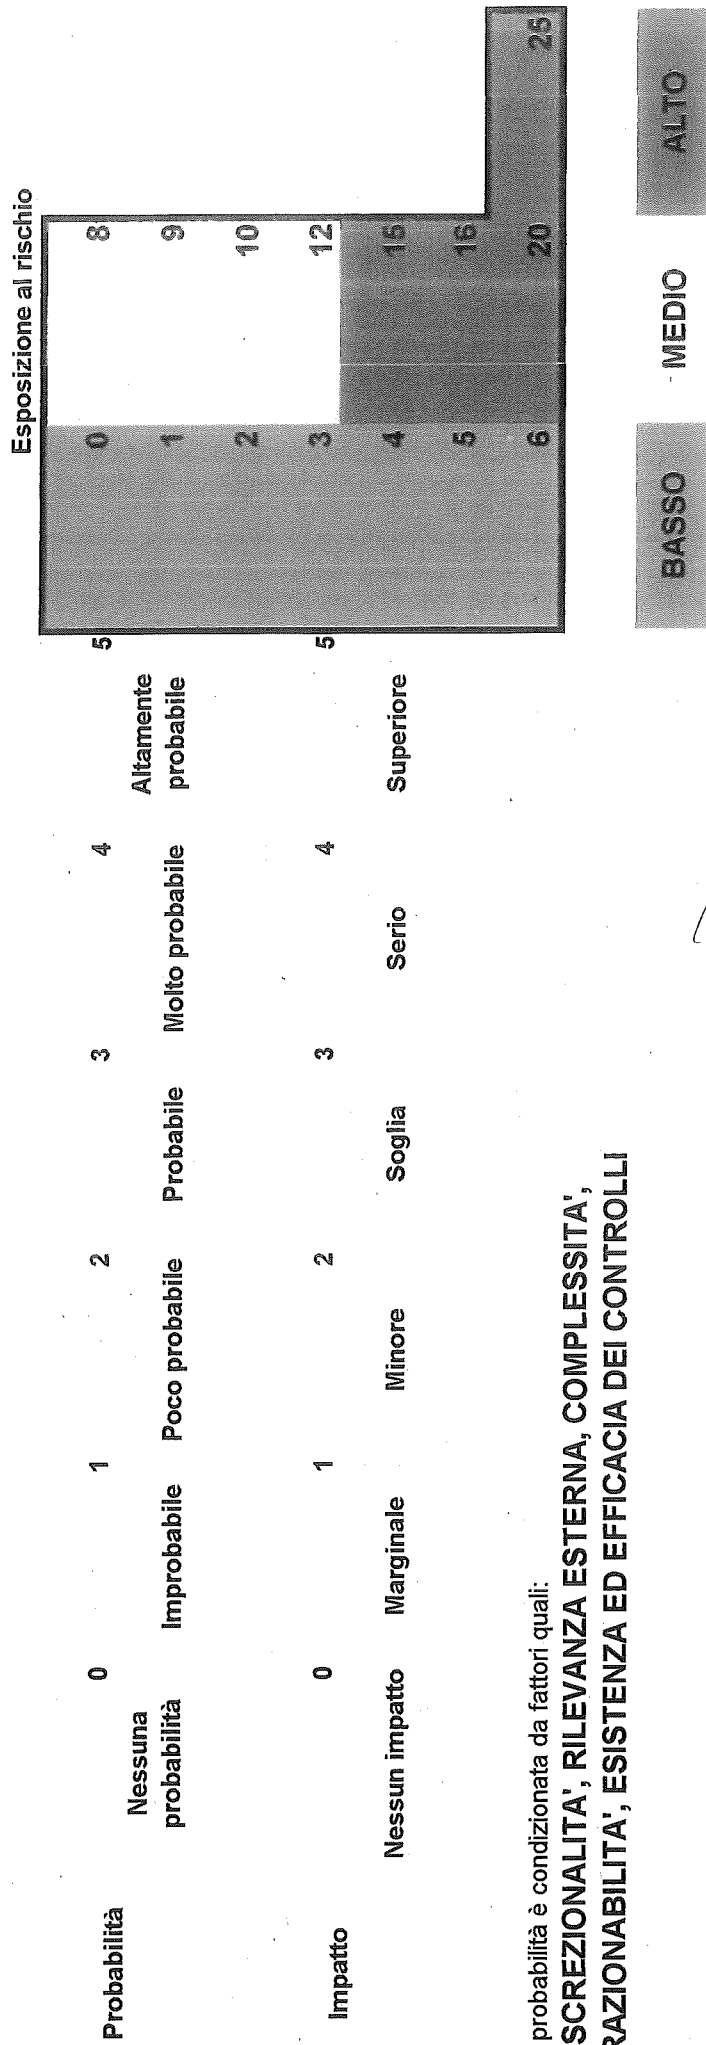 Esposizione al rischio
Probabilità 0 1 2 3 4 5
Nessuna probabilità Improbabile Poco probabile Probabile Molto probabile Altamente probabile
Impatto 0 1 2 3 4 5
Nessun impatto Marginale Minore Soglia Serio Superiore
0 8
1 9
2 10
3 12
4 15
5 16
6 20 25
BASSO MEDIO ALTO
probabilità è condizionata da fattori quali:
SCREZIONALITA', RILEVANZA ESTERNA, COMPLESSITA',
RAZIONABILITA', ESISTENZA ED EFFICACIA DEI CONTROLLI